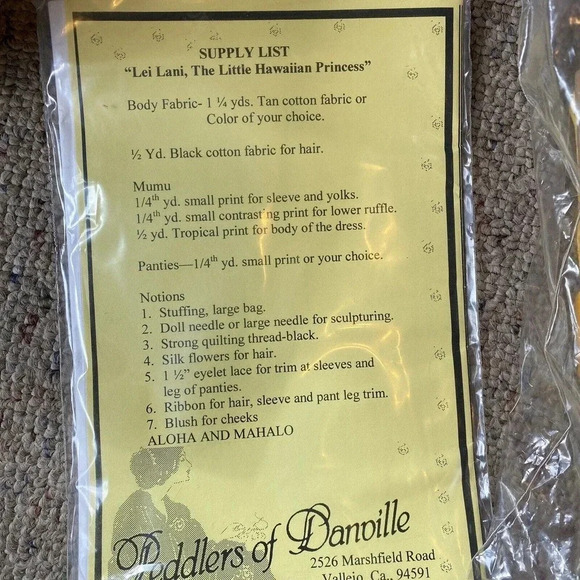 SUPPLY LIST
"Lei Lani, The Little Hawaiian Princess"
Body Fabric- 1 ¼ yds. Tan cotton fabric or
Color of your choice.
½ Yd. Black cotton fabric for hair.
Mumu
1/4th yd. small print for sleeve and yolks.
1/4th yd. small contrasting print for lower ruffle.
½ yd. Tropical print for body of the dress.
Panties—1/4th yd. small print or your choice.
Notions
1. Stuffing, large bag.
2. Doll needle or large needle for sculpturing.
3. Strong quilting thread-black.
4. Silk flowers for hair.
5. 1 ½" eyelet lace for trim at sleeves and
leg of panties.
6. Ribbon for hair, sleeve and pant leg trim.
7. Blush for cheeks
ALOHA AND MAHALO
Peddlers of Danville
2526 Marshfield Road
Vallejo, Ca., 94591